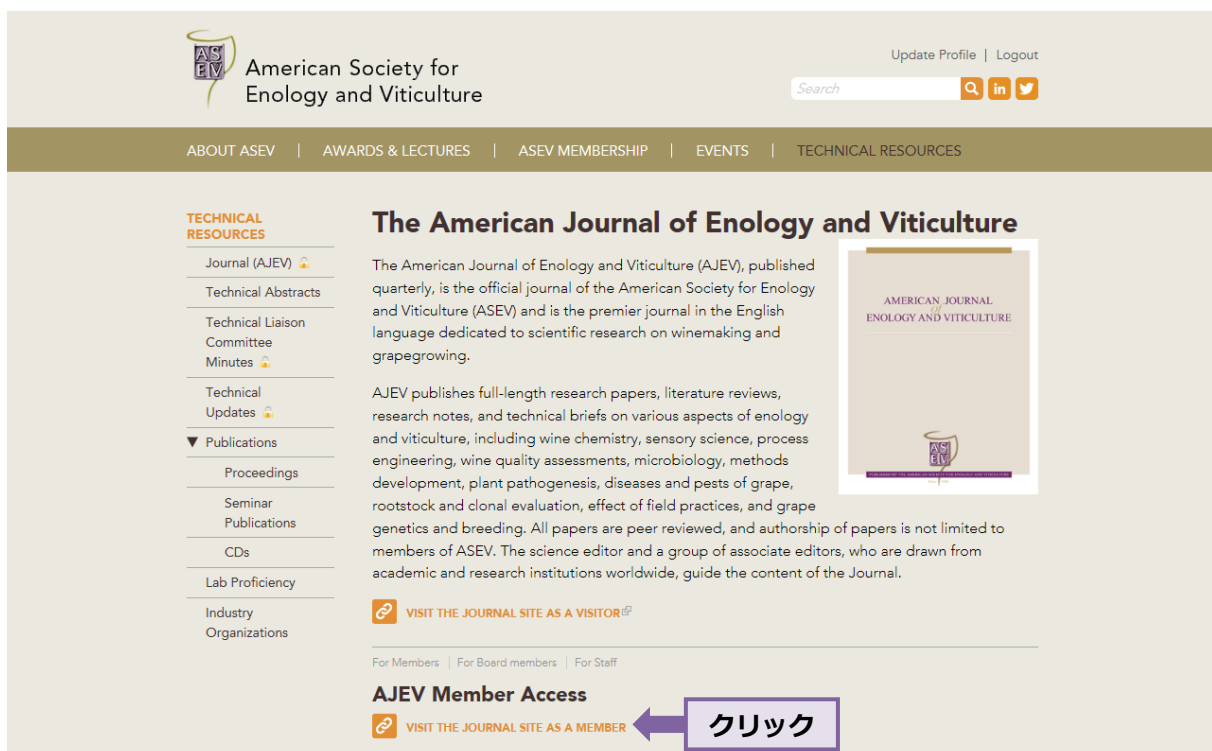 AS
EV
American Society for
Enology and Viticulture
Update Profile | Logout
Search
in
ABOUT ASEV | AWARDS & LECTURES | ASEV MEMBERSHIP | EVENTS | TECHNICAL RESOURCES
TECHNICAL
RESOURCES
Journal (AJEV)
Technical Abstracts
Technical Liaison
Committee
Minutes
Technical
Updates
▼ Publications
Proceedings
Seminar
Publications
CDs
Lab Proficiency
Industry
Organizations
The American Journal of Enology and Viticulture
The American Journal of Enology and Viticulture (AJEV), published
quarterly, is the official journal of the American Society for Enology
and Viticulture (ASEV) and is the premier journal in the English
language dedicated to scientific research on winemaking and
grapegrowing.
AJEV publishes full-length research papers, literature reviews,
research notes, and technical briefs on various aspects of enology
and viticulture, including wine chemistry, sensory science, process
engineering, wine quality assessments, microbiology, methods
development, plant pathogenesis, diseases and pests of grape,
rootstock and clonal evaluation, effect of field practices, and grape
genetics and breeding. All papers are peer reviewed, and authorship of papers is not limited to
members of ASEV. The science editor and a group of associate editors, who are drawn from
academic and research institutions worldwide, guide the content of the Journal.
AMERICAN JOURNAL
of
ENOLOGY AND VITICULTURE
AS
EV
VISIT THE JOURNAL SITE AS A VISITOR
For Members | For Board members | For Staff
AJEV Member Access
VISIT THE JOURNAL SITE AS A MEMBER
クリック